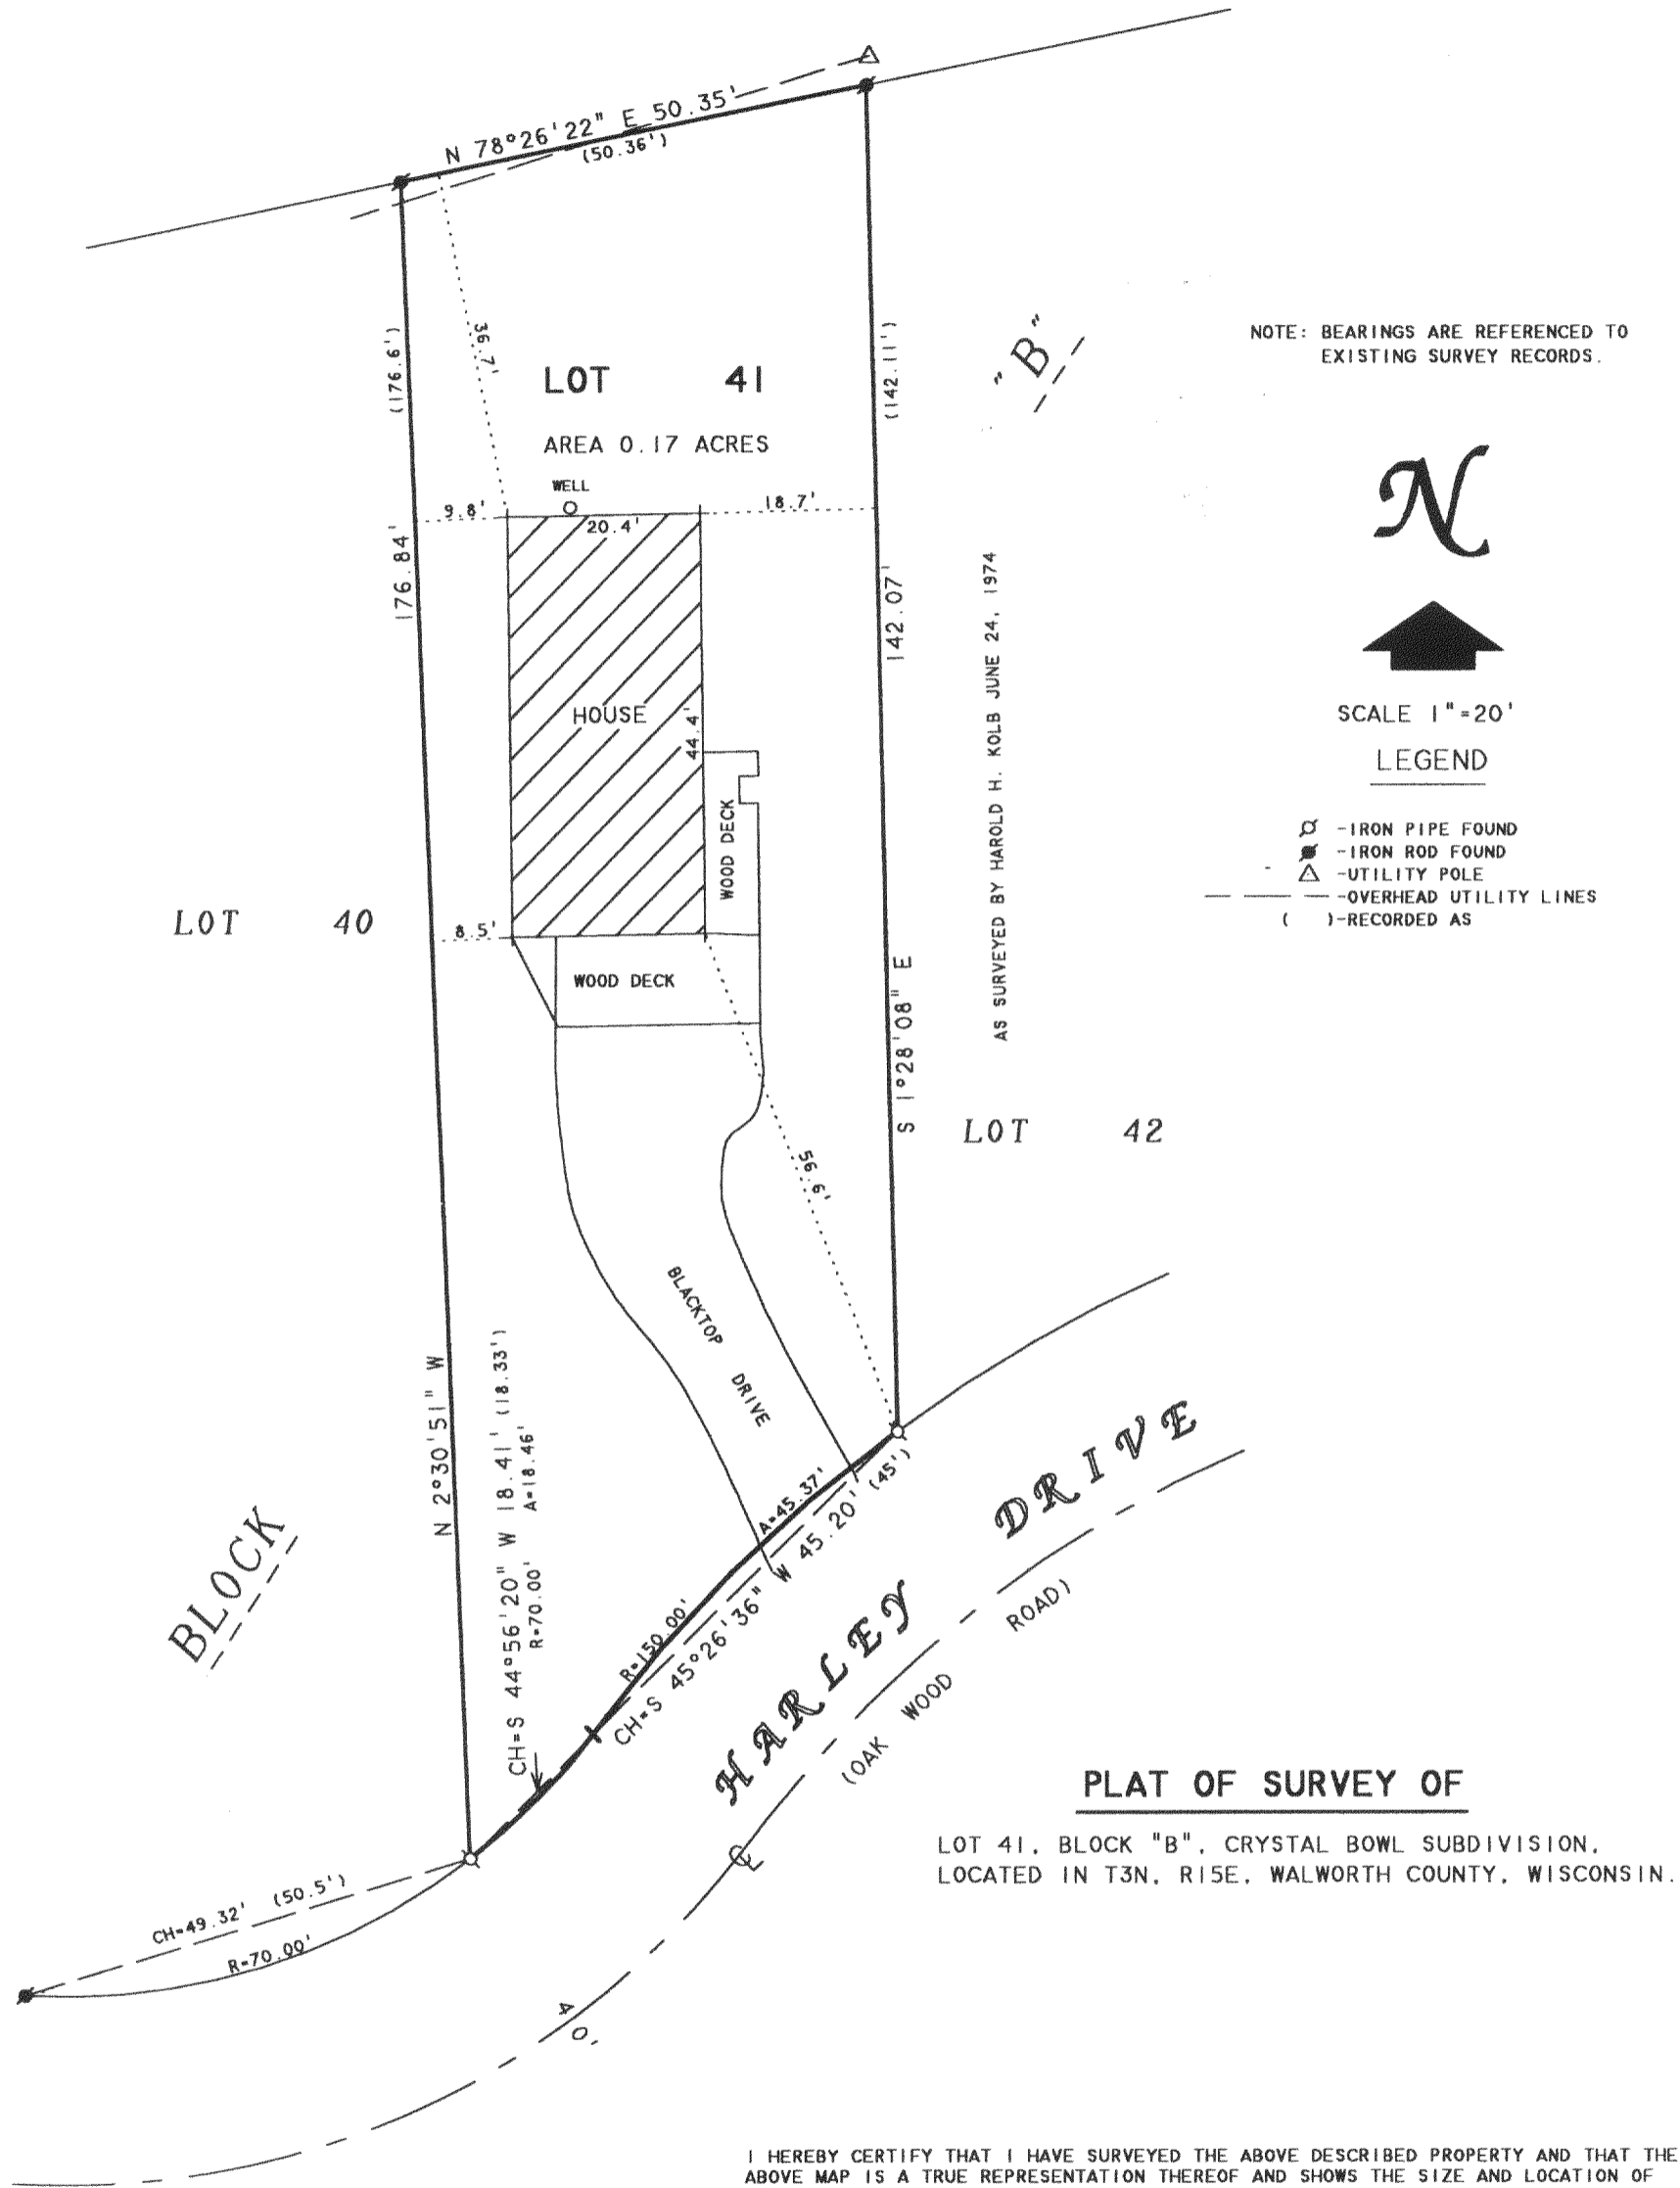 N 78°26'22" E 50.35'
(50.36')
(176.6')
36.7'
(142.11')
"B"
NOTE: BEARINGS ARE REFERENCED TO
EXISTING SURVEY RECORDS.
LOT 41
AREA 0.17 ACRES
WELL
9.8'
20.4'
18.7'
N
176.84'
142.07'
AS SURVEYED BY HAROLD H. KOLB JUNE 24, 1974
SCALE 1"=20'
LEGEND
HOUSE
44.4'
WOOD DECK
-IRON PIPE FOUND
-IRON ROD FOUND
-UTILITY POLE
-OVERHEAD UTILITY LINES
( )-RECORDED AS
LOT 40
8.5'
WOOD DECK
S 1°28'08" E
LOT 42
56.6'
BLACKTOP DRIVE
N 2°30'51" W
CH=S 44°56'20" W 18.41' (18.33')
R=70.00' A=18.46'
R=150.00' A=45.37'
CH=S 45°26'36" W 45.20' (45')
BLOCK
HARLEY DRIVE
(OAK WOOD ROAD)
PLAT OF SURVEY OF
LOT 41, BLOCK "B", CRYSTAL BOWL SUBDIVISION,
LOCATED IN T3N, R15E, WALWORTH COUNTY, WISCONSIN.
CH=49.32' (50.5')
R=70.00'
40'
I HEREBY CERTIFY THAT I HAVE SURVEYED THE ABOVE DESCRIBED PROPERTY AND THAT THE
ABOVE MAP IS A TRUE REPRESENTATION THEREOF AND SHOWS THE SIZE AND LOCATION OF